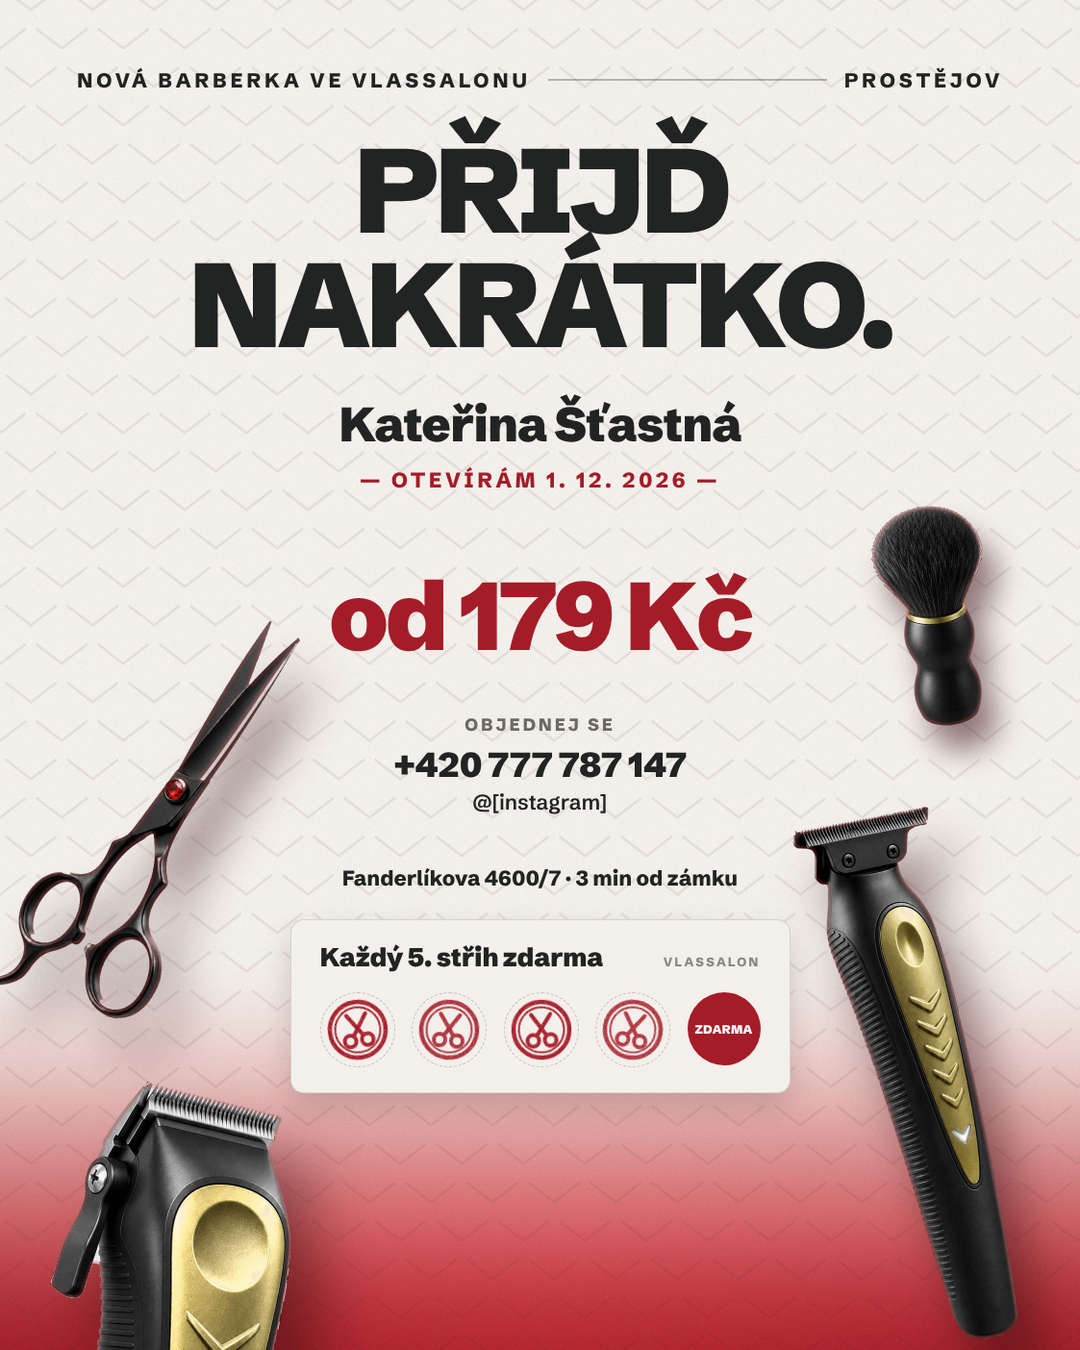 NOVÁ BARBERKA VE VLASSALONU PROSTĚJOV
PŘIJĎ
NAKRÁTKO.
Kateřina Šťastná
— OTEVÍRÁM 1. 12. 2026 —
od 179 Kč
OBJEDNEJ SE
+420 777 787 147
@[instagram]
Fanderlíkova 4600/7 · 3 min od zámku
Každý 5. střih zdarma VLASSALON
ZDARMA